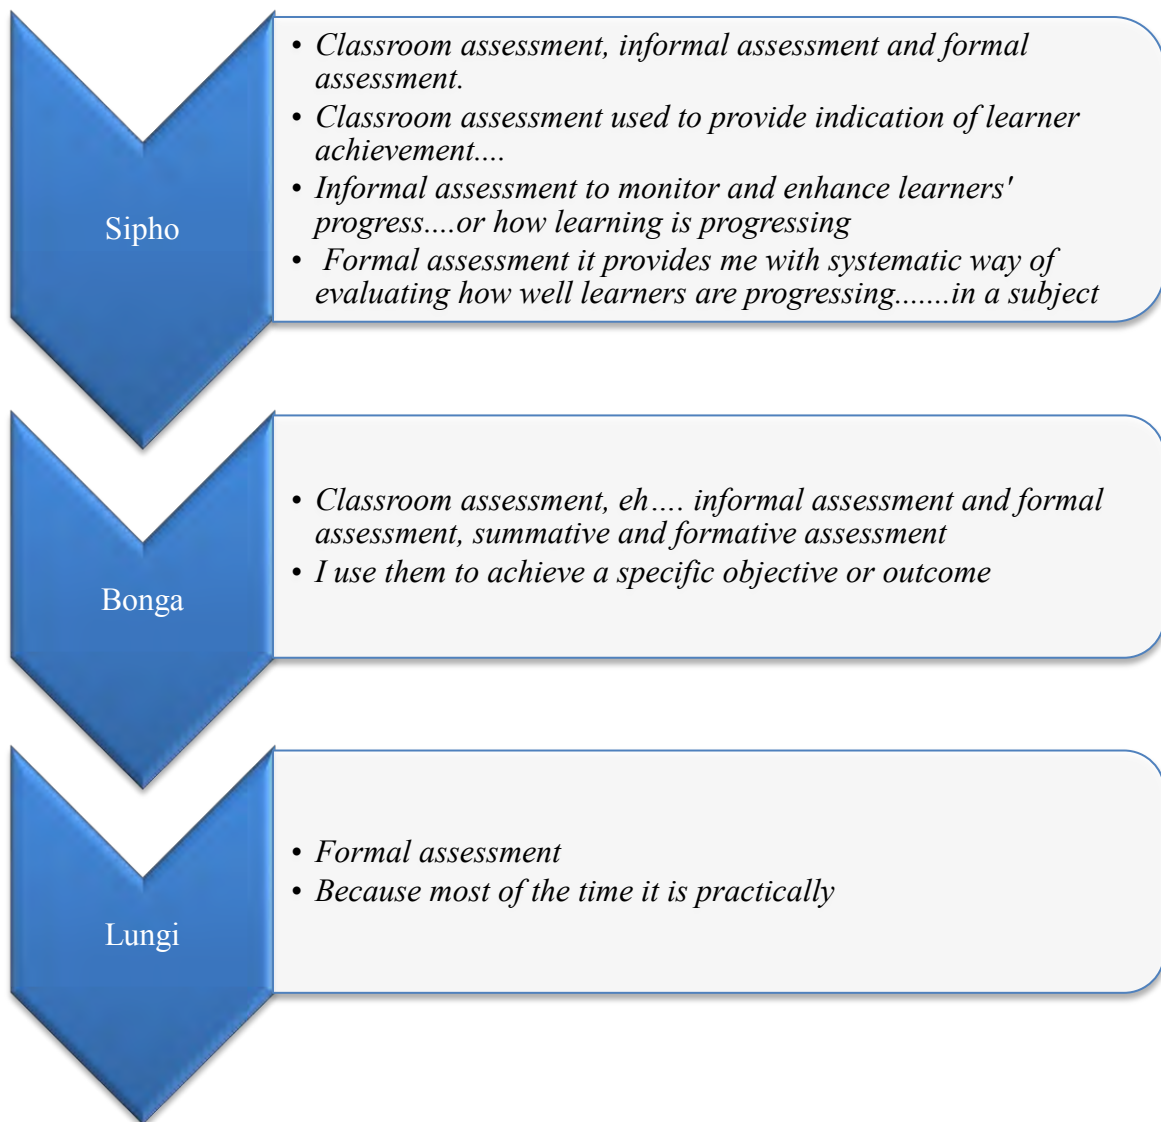 Sipho
• Classroom assessment, informal assessment and formal
assessment.
• Classroom assessment used to provide indication of learner
achievement....
• Informal assessment to monitor and enhance learners'
progress....or how learning is progressing
• Formal assessment it provides me with systematic way of
evaluating how well learners are progressing.......in a subject
Bonga
• Classroom assessment, eh.... informal assessment and formal
assessment, summative and formative assessment
• I use them to achieve a specific objective or outcome
Lungi
• Formal assessment
• Because most of the time it is practically